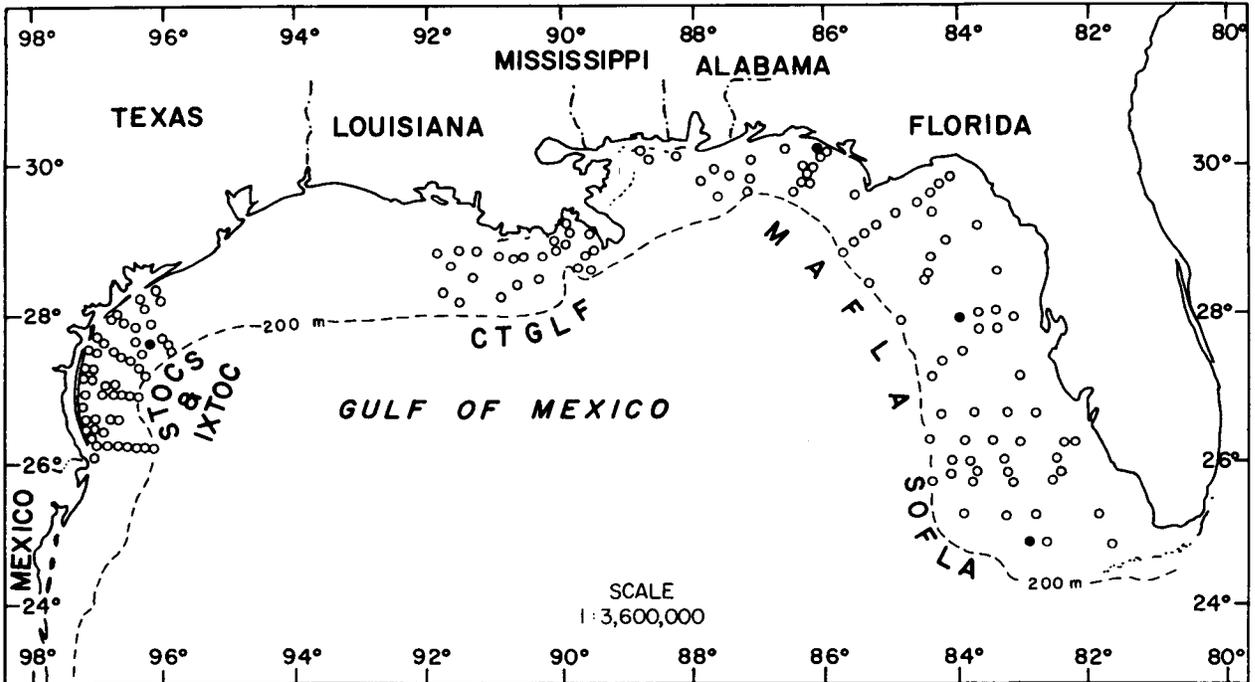 98° 96° 94° 92° 90° 88° 86° 84° 82° 80°
MISSISSIPPI ALABAMA
TEXAS LOUISIANA FLORIDA
30° 30°
MAFLA
28° 28°
200 m
CTGLF
STOCS
&
IXTOC
GULF OF MEXICO
26° 26°
SOFLA
MEXICO
200 m
SCALE
1:3,600,000
24° 24°
98° 96° 94° 92° 90° 88° 86° 84° 82° 80°